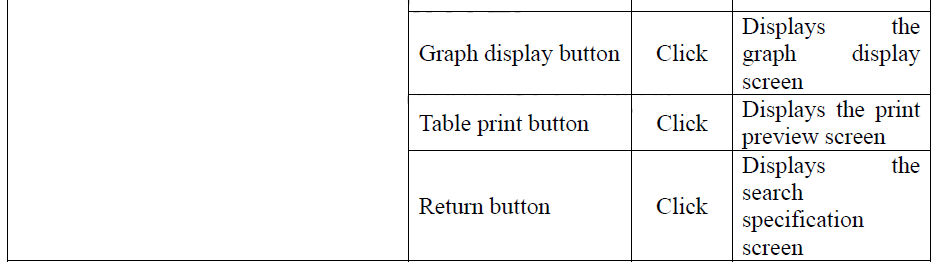 Displays the
Graph display button Click graph display
screen
Table print button Click Displays the print
preview screen
Displays the
search
Return button Click
specification
screen